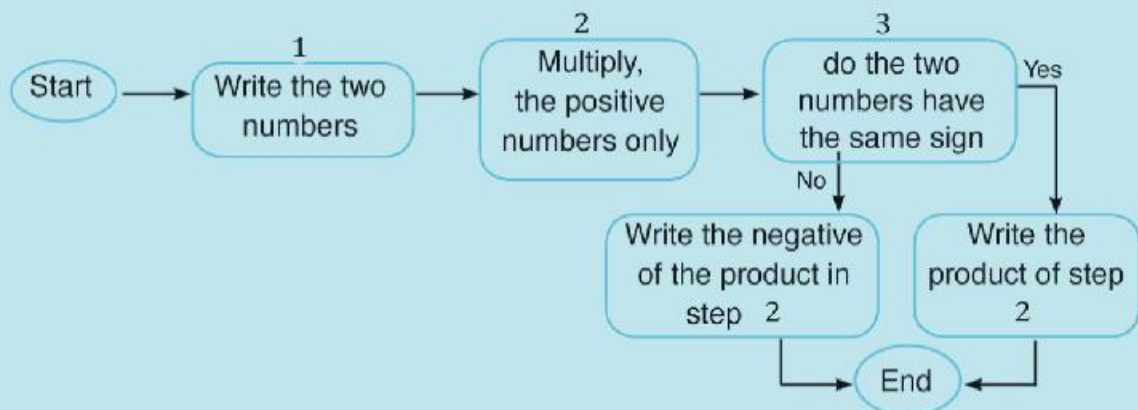 Start
1
Write the two
numbers
2
Multiply,
the positive
numbers only
3
do the two
numbers have
the same sign
Yes
No
Write the negative
of the product in
step 2
Write the
product of step
2
End